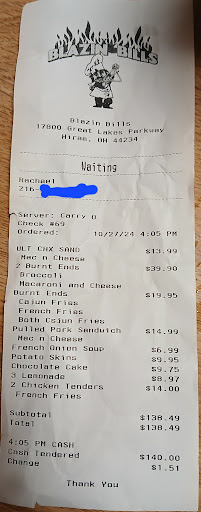 BLAZIN' BILLS
Blazin Bills
17800 Great Lakes Parkway
Hiram, OH 44234
Waiting
Rachael
216-
Server: Carry O
Check #69
Ordered: 10/27/24 4:05 PM
ULT CHX SAND $13.99
Mac n Cheese
2 Burnt Ends $39.90
Broccoli
Macaroni and Cheese
Burnt Ends $19.95
Cajun Fries
French Fries
Both Csjun Fries
Pulled Pork Sandwich $14.99
Mac n Cheese
French Onion Soup $6.99
Potato Skins $9.95
Chocolate Cake $9.75
3 Lemonade $8.97
2 Chicken Tenders $14.00
French Fries
Subtotal $138.49
Total $138.49
4:05 PM CASH
Cash Tendered $140.00
Change $1.51
Thank You